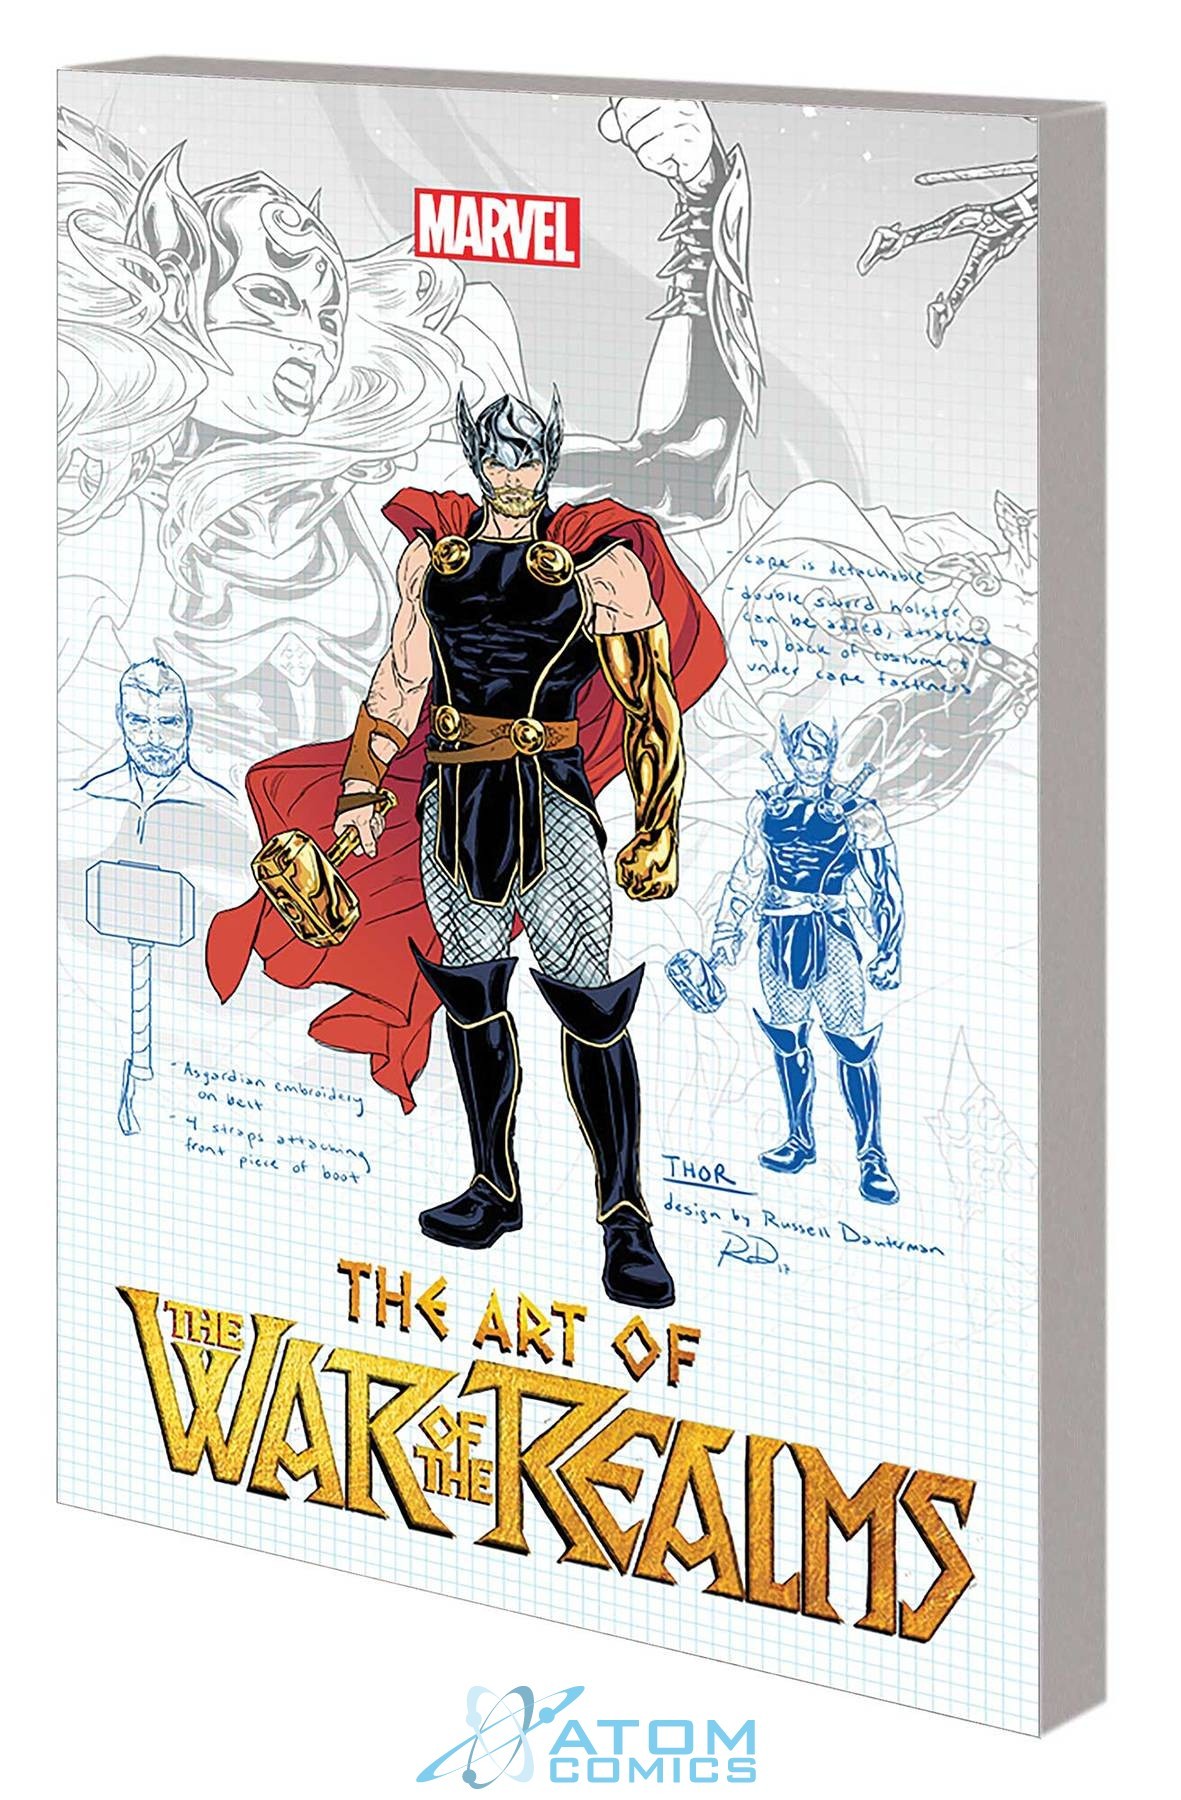 MARVEL
- cape is detachable
- double sword holster
can be added, attached
to back of costume +
under cape fasteners
- Asgardian embroidery
on belt
- 4 straps attaching
front piece of boot
THOR
design by Russell Dauterman
RD 17
THE ART OF
THE WAR OF THE REALMS
ATOM
COMICS